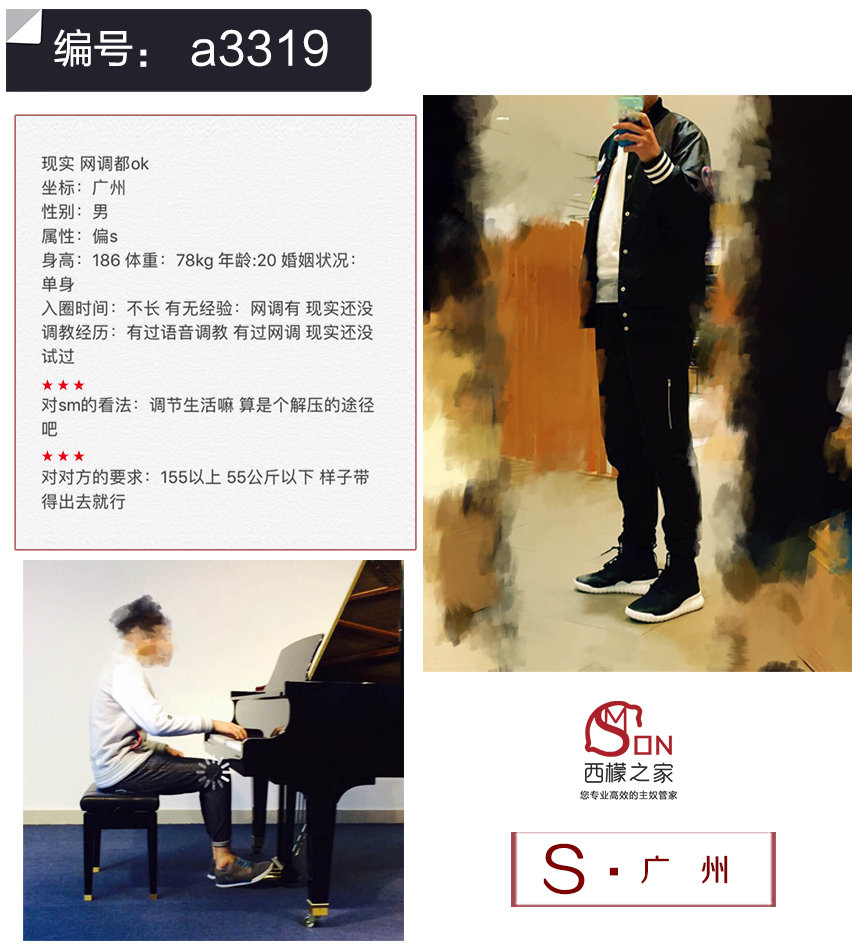 编号： a3319
现实 网调都ok
坐标：广州
性别：男
属性：偏s
身高：186 体重：78kg 年龄:20 婚姻状况：
单身
入圈时间：不长 有无经验：网调有 现实还没
调教经历：有过语音调教 有过网调 现实还没
试过
★★★
对sm的看法：调节生活嘛 算是个解压的途径
吧
★★★
对对方的要求：155以上 55公斤以下 样子带
得出去就行
SMON
西檬之家
您专业高效的主奴管家
S·广 州